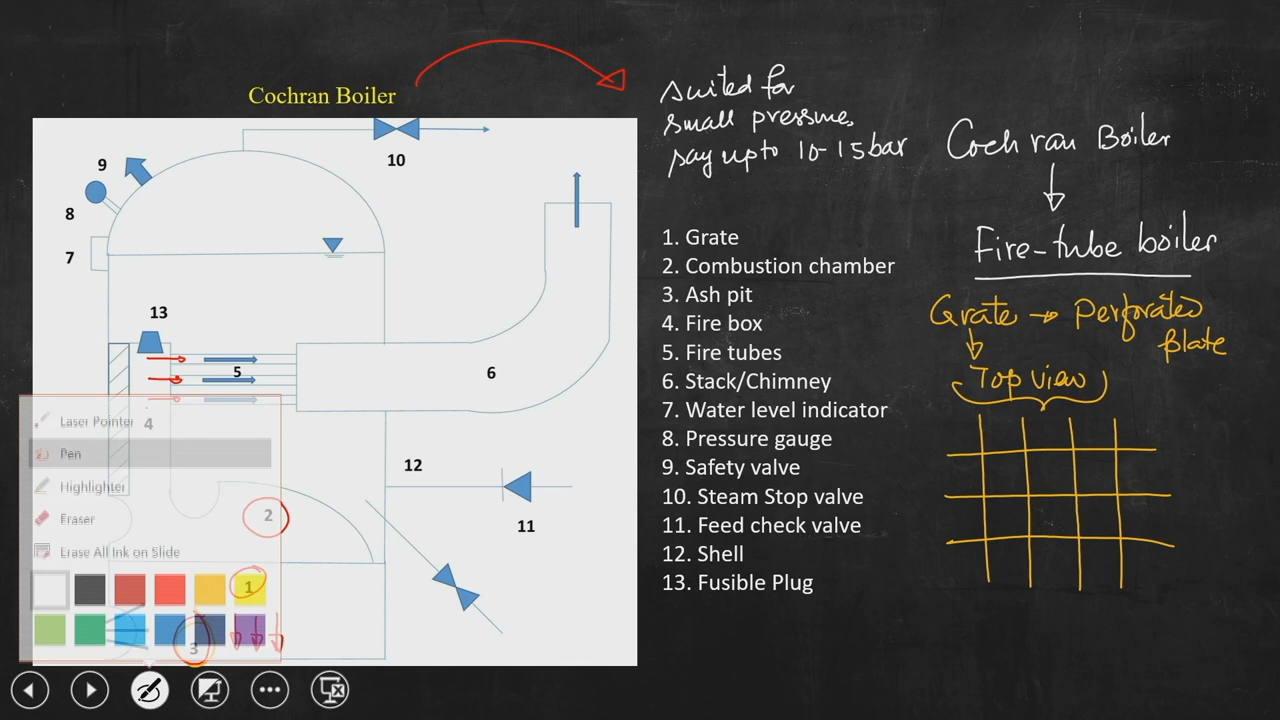 Cochran Boiler
suited for
small pressure,
say upto 10-15bar
Cochran Boiler
Fire-tube boiler
Grate → Perforated
plate
Top view
1. Grate
2. Combustion chamber
3. Ash pit
4. Fire box
5. Fire tubes
6. Stack/Chimney
7. Water level indicator
8. Pressure gauge
9. Safety valve
10. Steam Stop valve
11. Feed check valve
12. Shell
13. Fusible Plug
9
10
8
7
13
5
6
4
12
11
2
1
3
Laser Pointer
Pen
Highlighter
Eraser
Erase All Ink on Slide